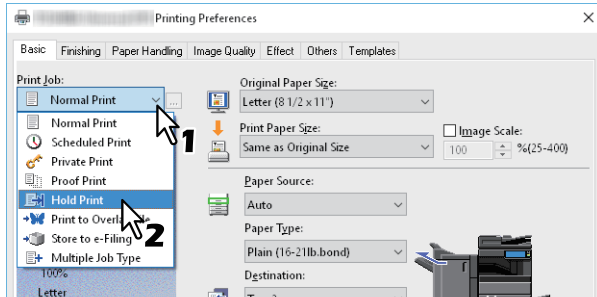 Printing Preferences
Basic Finishing Paper Handling Image Quality Effect Others Templates
Print Job:
Normal Print
...
1
Normal Print
Scheduled Print
Private Print
Proof Print
Hold Print
Print to
Store to e-Filing
2
Multiple Job Type
100%
Letter
Original Paper Size:
Letter (8 1/2 x 11")
Print Paper Size:
Same as Original Size
Image Scale:
100 %(25-400)
Paper Source:
Auto
Paper Type:
Plain (16-21lb.bond)
Destination: